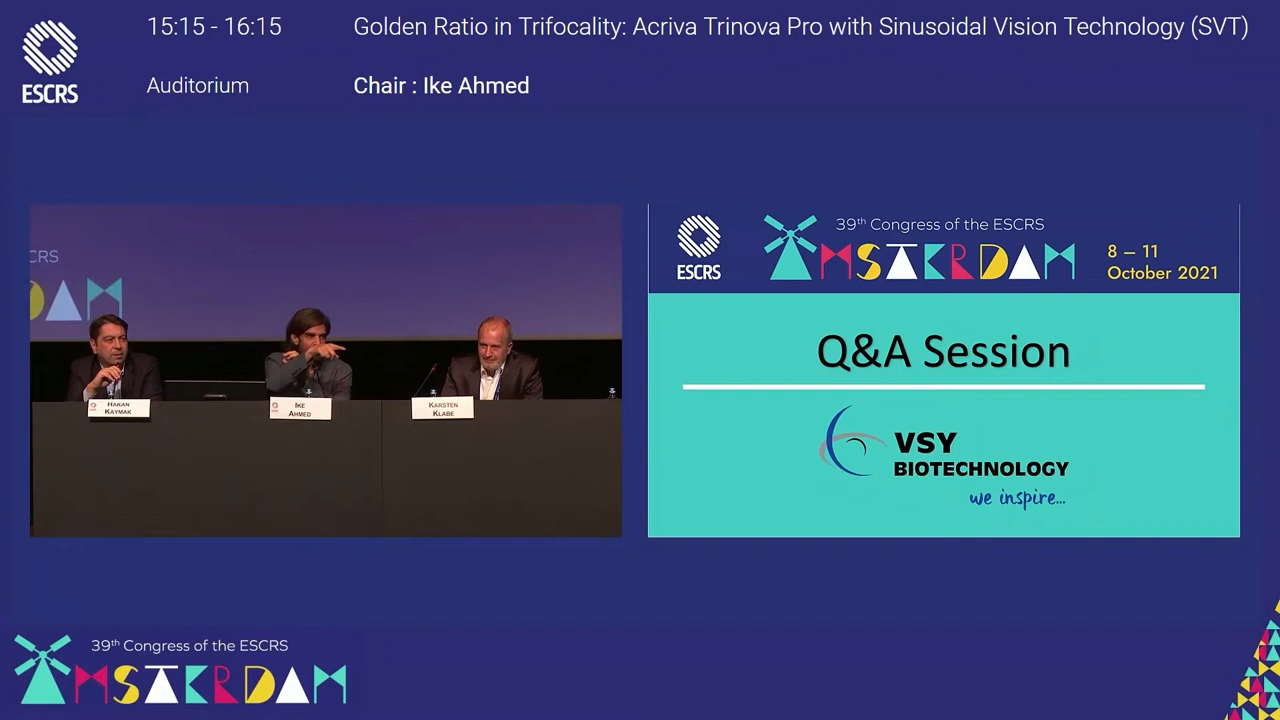 15:15 - 16:15
Golden Ratio in Trifocality: Acriva Trinova Pro with Sinusoidal Vision Technology (SVT)
ESCRS
Auditorium
Chair : Ike Ahmed
CRS
DAM
HAKAN
KAYMAK
IKE
AHMED
KARSTEN
KLABE
ESCRS
39th Congress of the ESCRS
AMSTERDAM
8 – 11
October 2021
Q&A Session
VSY
BIOTECHNOLOGY
we inspire...
39th Congress of the ESCRS
AMSTERDAM